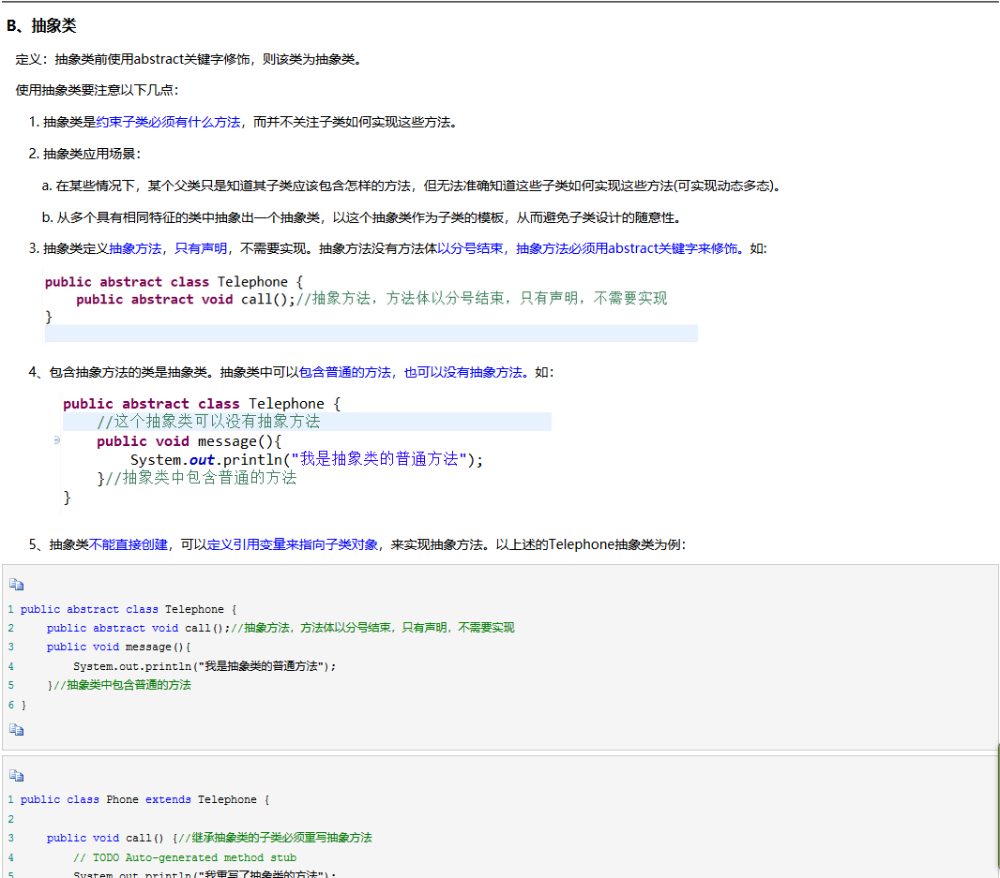 B、抽象类
定义：抽象类前使用abstract关键字修饰，则该类为抽象类。
使用抽象类要注意以下几点：
1. 抽象类是约束子类必须有什么方法，而并不关注子类如何实现这些方法。
2. 抽象类应用场景：
a. 在某些情况下，某个父类只是知道其子类应该包含怎样的方法，但无法准确知道这些子类如何实现这些方法(可实现动态多态)。
b. 从多个具有相同特征的类中抽象出一个抽象类，以这个抽象类作为子类的模板，从而避免子类设计的随意性。
3. 抽象类定义抽象方法，只有声明，不需要实现。抽象方法没有方法体以分号结束，抽象方法必须用abstract关键字来修饰。如:
public abstract class Telephone {
public abstract void call();//抽象方法，方法体以分号结束，只有声明，不需要实现
}
4、包含抽象方法的类是抽象类。抽象类中可以包含普通的方法，也可以没有抽象方法。如:
public abstract class Telephone {
//这个抽象类可以没有抽象方法
public void message(){
System.out.println("我是抽象类的普通方法");
}//抽象类中包含普通的方法
}
5、抽象类不能直接创建，可以定义引用变量来指向子类对象，来实现抽象方法。以上述的Telephone抽象类为例：
1 public abstract class Telephone {
2 public abstract void call();//抽象方法，方法体以分号结束，只有声明，不需要实现
3 public void message(){
4 System.out.println("我是抽象类的普通方法");
5 }//抽象类中包含普通的方法
6 }
1 public class Phone extends Telephone {
2
3 public void call() {//继承抽象类的子类必须重写抽象方法
4 // TODO Auto-generated method stub
5 System.out.println("我重写了抽象类的方法");